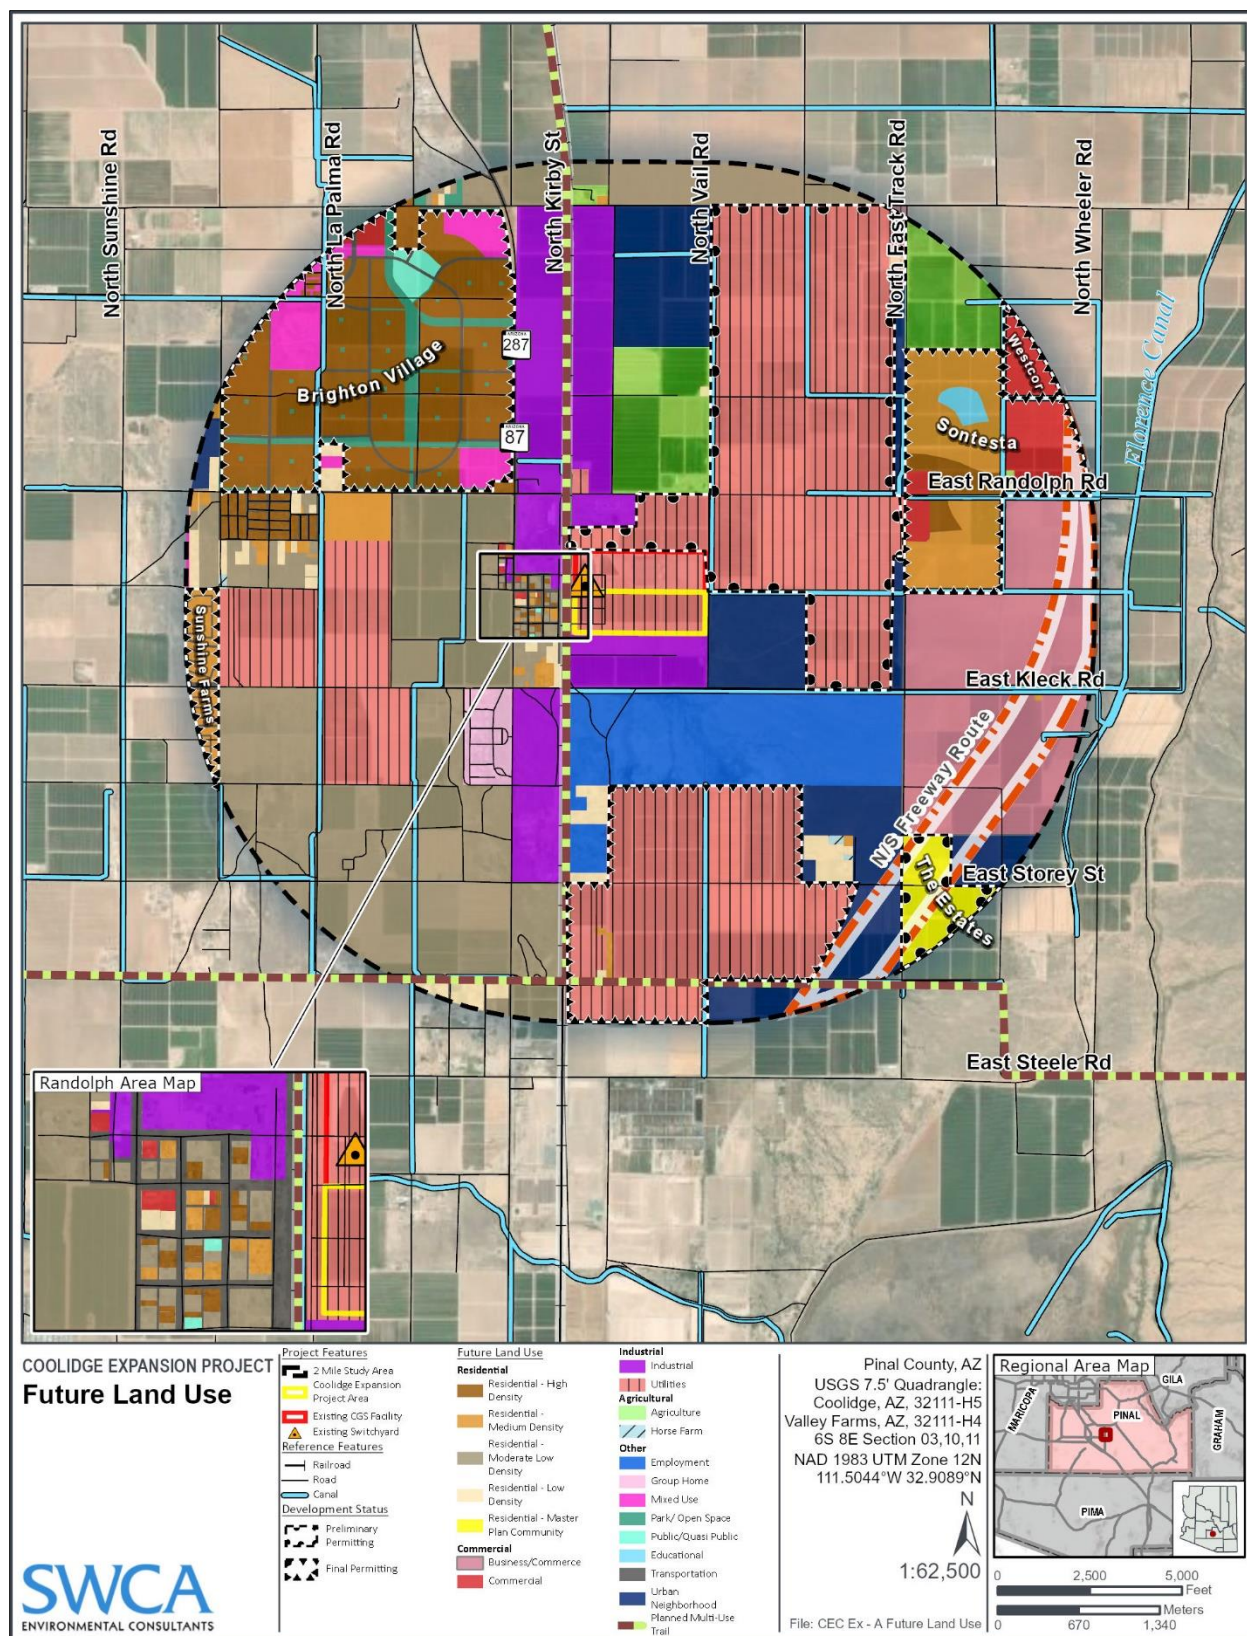 North Sunshine Rd
North La Palma Rd
North Kirby St
North Vail Rd
North East Track Rd
North Wheeler Rd
Florence Canal
ARIZONA
287
Westcor
Brighton Village
ARIZONA
87
Sontesta
East Randolph Rd
Sunshine Farms
East Kleck Rd
N/S Freeway Route
East Storey St
The Estates
East Steele Rd
Randolph Area Map
COOLIDGE EXPANSION PROJECT
Future Land Use
SWCA
ENVIRONMENTAL CONSULTANTS
Project Features
2 Mile Study Area
Coolidge Expansion
Project Area
Existing CGS Facility
Existing Switchyard
Reference Features
Railroad
Road
Canal
Development Status
Preliminary
Permitting
Final Permitting
Future Land Use
Residential
Residential - High
Density
Residential -
Medium Density
Residential -
Moderate Low
Density
Residential - Low
Density
Residential - Master
Plan Community
Commercial
Business/Commerce
Commercial
Industrial
Industrial
Utilities
Agricultural
Agriculture
Horse Farm
Other
Employment
Group Home
Mixed Use
Park/ Open Space
Public/Quasi Public
Educational
Transportation
Urban
Neighborhood
Planned Multi-Use
Trail
Pinal County, AZ
USGS 7.5' Quadrangle:
Coolidge, AZ, 32111-H5
Valley Farms, AZ, 32111-H4
6S 8E Section 03,10,11
NAD 1983 UTM Zone 12N
111.5044°W 32.9089°N
N
1:62,500
File: CEC Ex - A Future Land Use
Regional Area Map
MARICOPA
GILA
PINAL
GRAHAM
PIMA
0 2,500 5,000
Feet
Meters
0 670 1,340